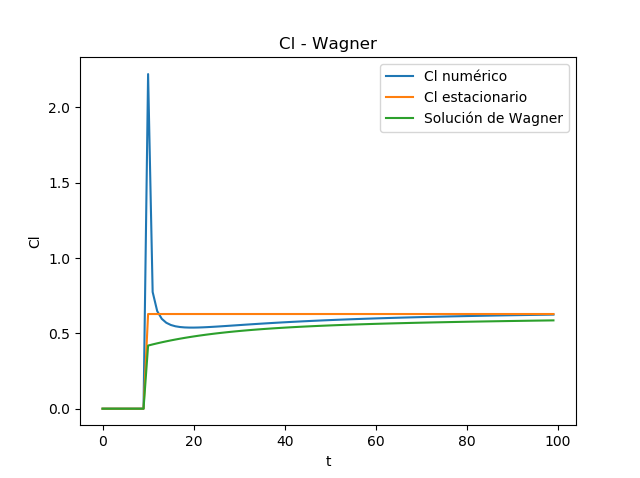 Cl - Wagner
Cl numérico
Cl estacionario
Solución de Wagner
2.0
1.5
1.0
0.5
0.0
Cl
0
20
40
60
80
100
t